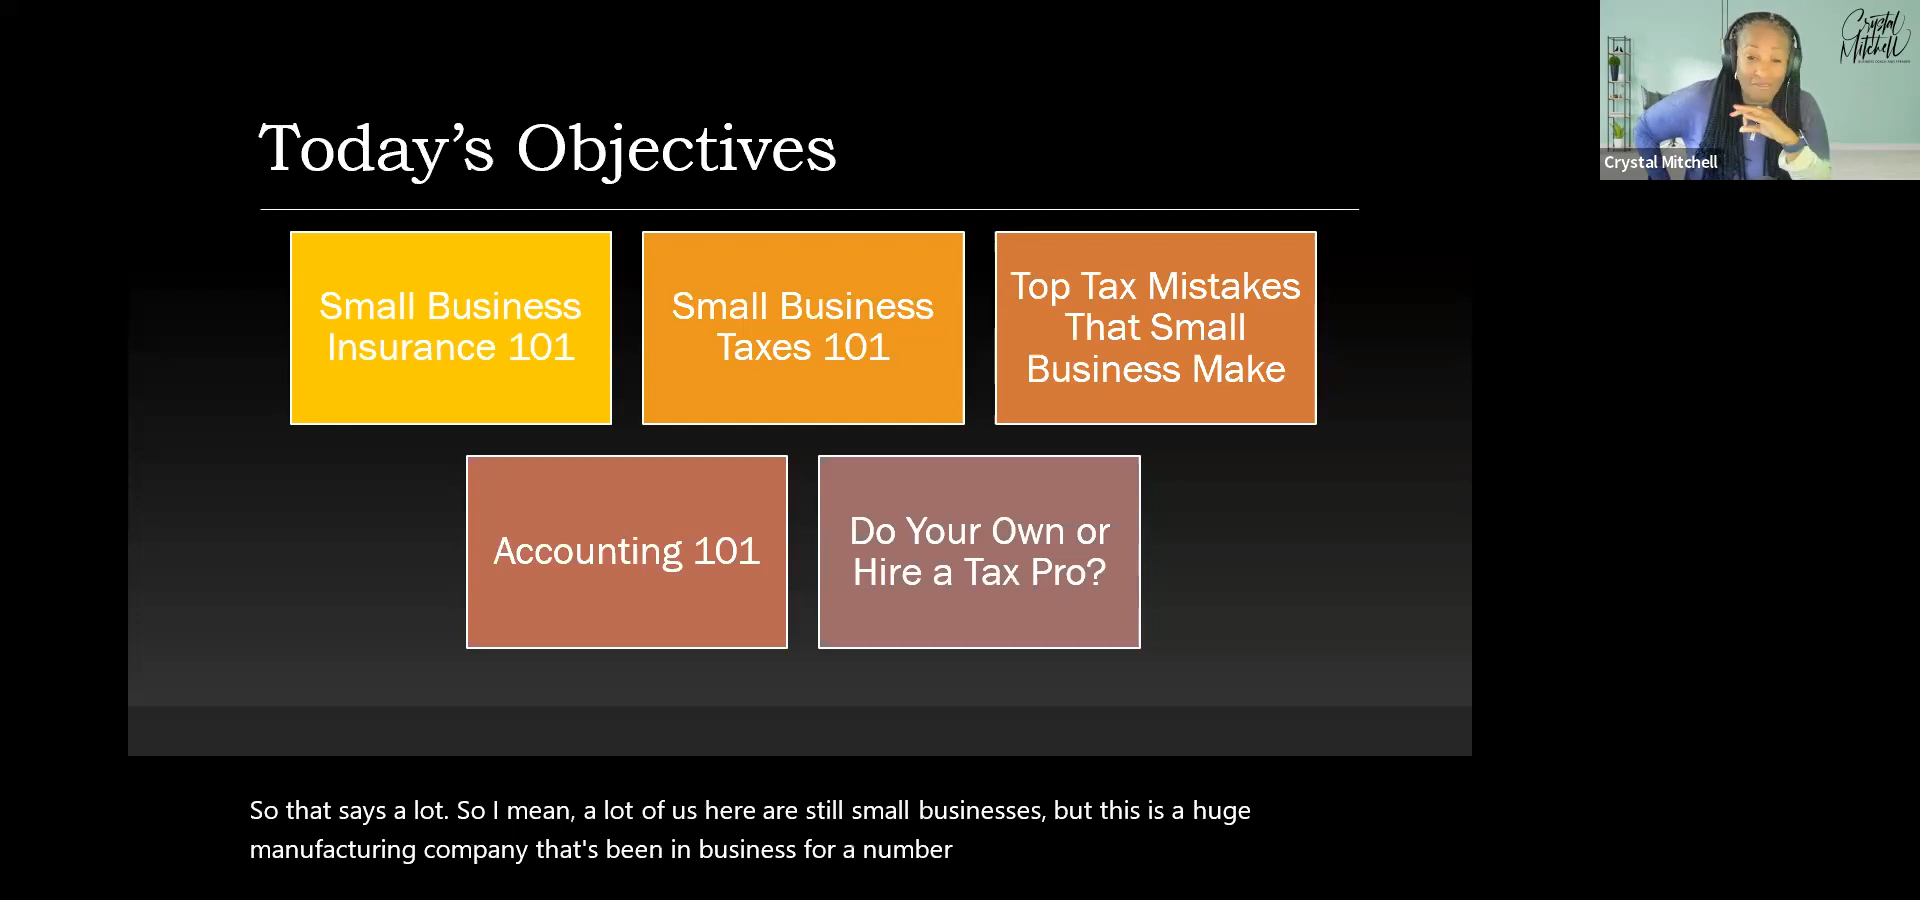 Today’s Objectives
Small Business
Insurance 101
Small Business
Taxes 101
Top Tax Mistakes
That Small
Business Make
Accounting 101
Do Your Own or
Hire a Tax Pro?
Crystal
Mitchell
Crystal Mitchell
So that says a lot. So I mean, a lot of us here are still small businesses, but this is a huge
manufacturing company that's been in business for a number